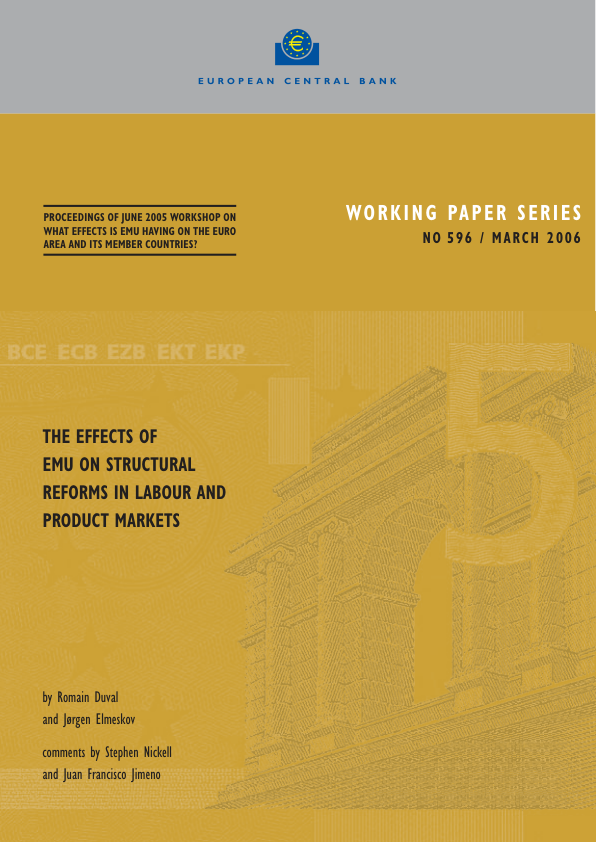 EUROPEAN CENTRAL BANK
PROCEEDINGS OF JUNE 2005 WORKSHOP ON
WHAT EFFECTS IS EMU HAVING ON THE EURO
AREA AND ITS MEMBER COUNTRIES?
WORKING PAPER SERIES
NO 596 / MARCH 2006
BCE ECB EZB EKT EKP
5
THE EFFECTS OF
EMU ON STRUCTURAL
REFORMS IN LABOUR AND
PRODUCT MARKETS
by Romain Duval
and Jørgen Elmeskov
comments by Stephen Nickell
and Juan Francisco Jimeno